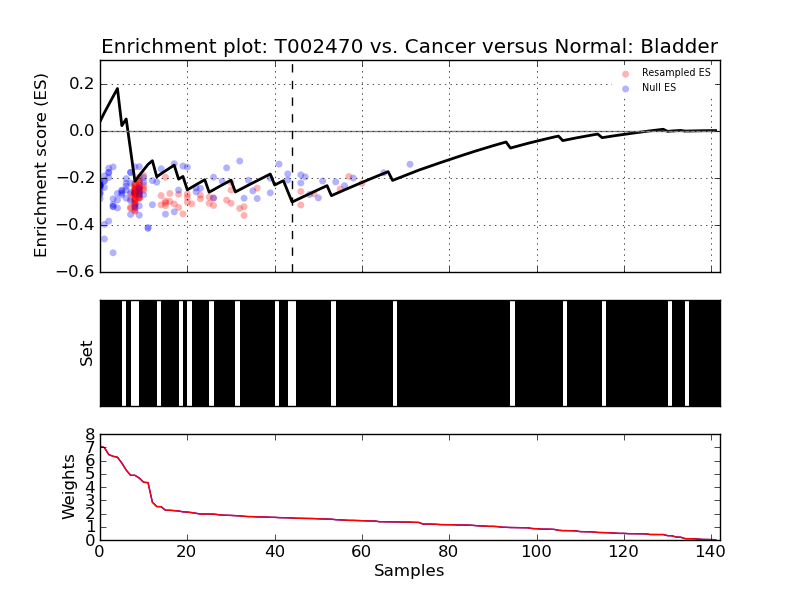 Enrichment plot: T002470 vs. Cancer versus Normal: Bladder
Enrichment score (ES)
0.2
0.0
−0.2
−0.4
−0.6
Resampled ES
Null ES
Set
Weights
8
7
6
5
4
3
2
1
0
0 20 40 60 80 100 120 140
Samples